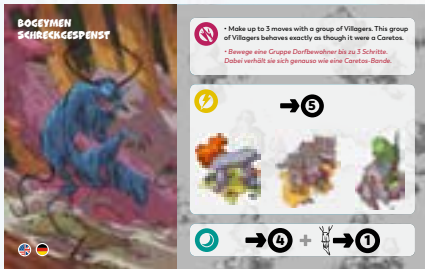 BOGEYMEN
SCHRECKGESPENST
• Make up to 3 moves with a group of Villagers. This group
of Villagers behaves exactly as though it were a Caretos.
• Bewege eine Gruppe Dorfbewohner bis zu 3 Schritte.
Dabei verhält sie sich genauso wie eine Caretos-Bande.
➔5
➔4 + ➔1